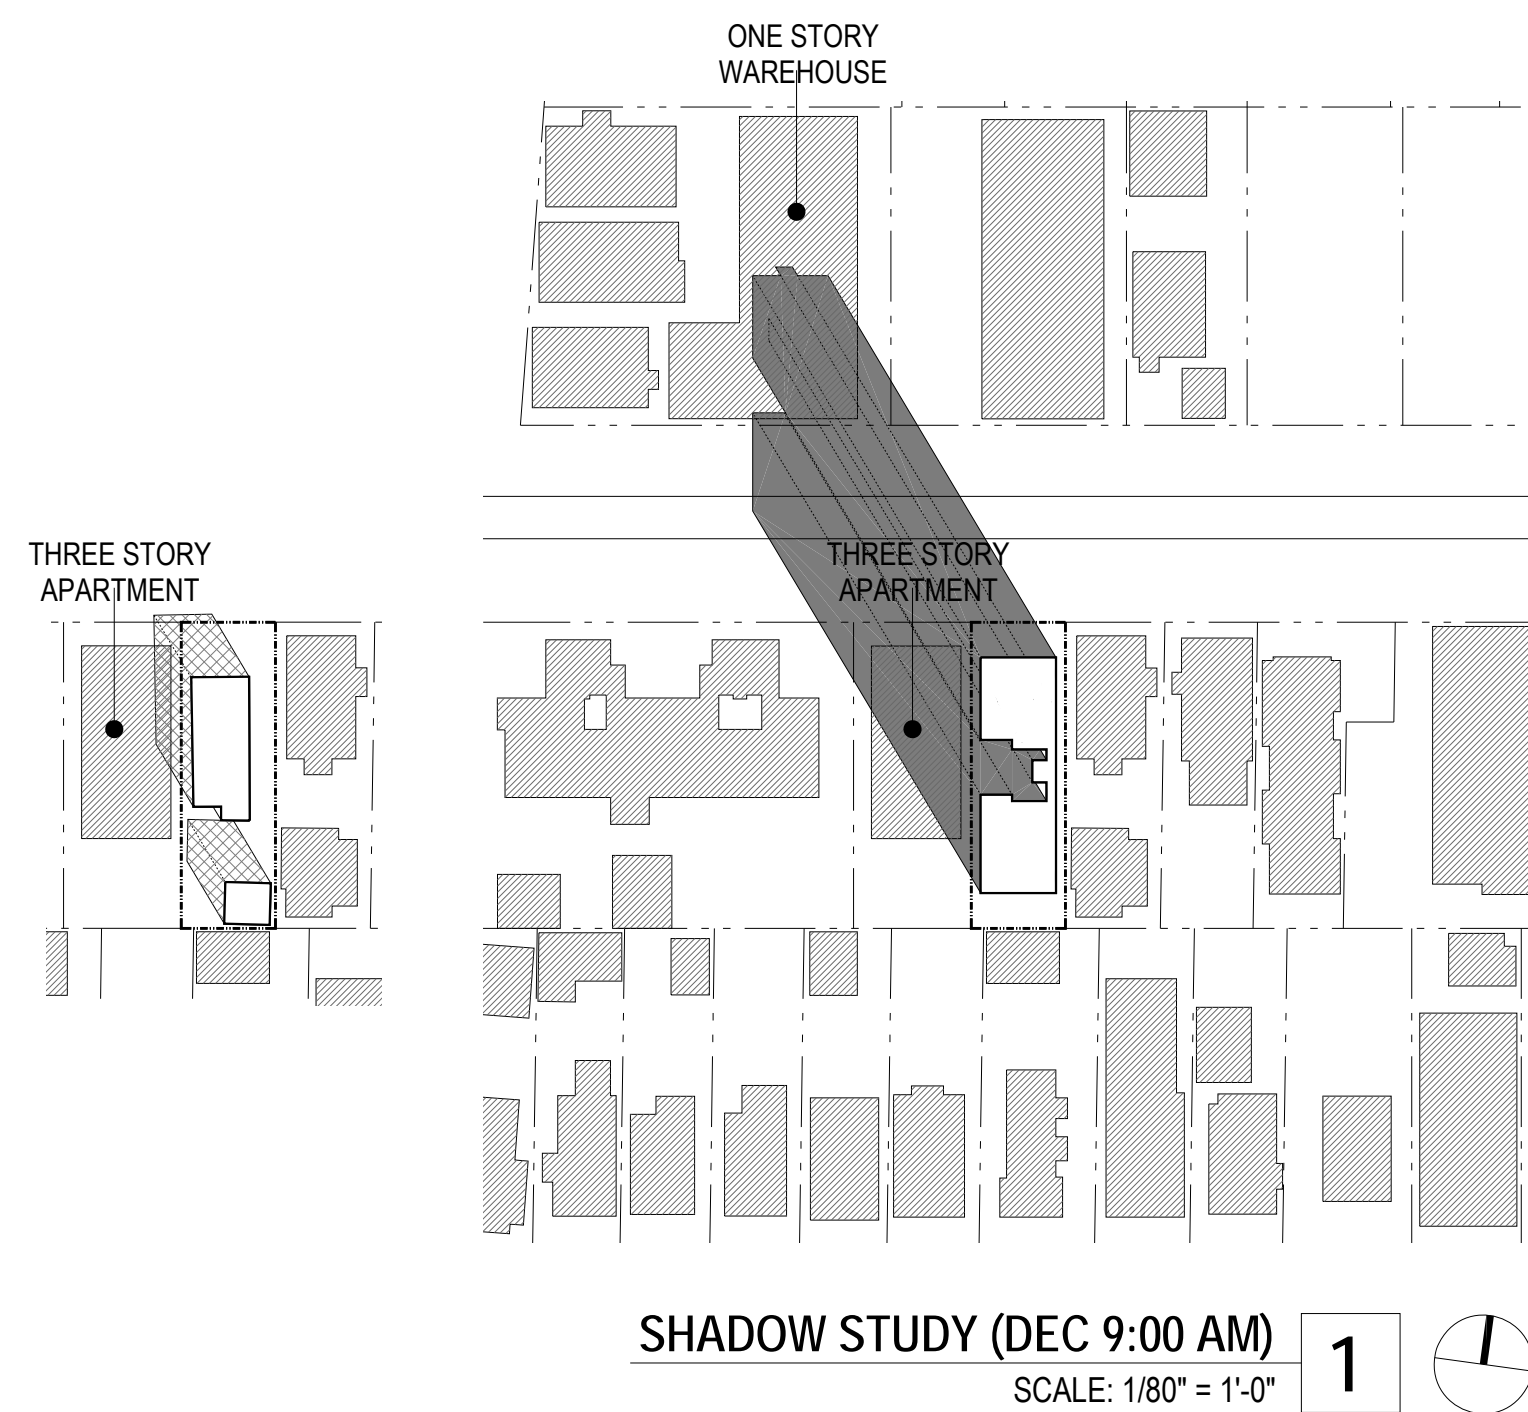 ONE STORY
WAREHOUSE
THREE STORY
APARTMENT
THREE STORY
APARTMENT
SHADOW STUDY (DEC 9:00 AM)
1
SCALE: 1/80" = 1'-0"